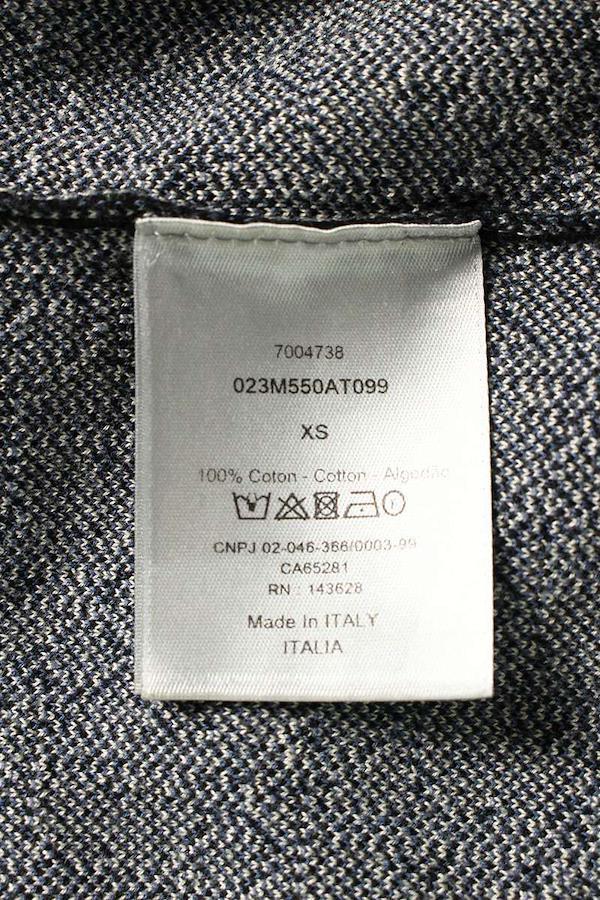 7004738
023M550AT099
XS
100% Coton - Cotton - Algodão
CNPJ 02-046-366/0003-99
CA65281
RN : 143628
Made In ITALY
ITALIA